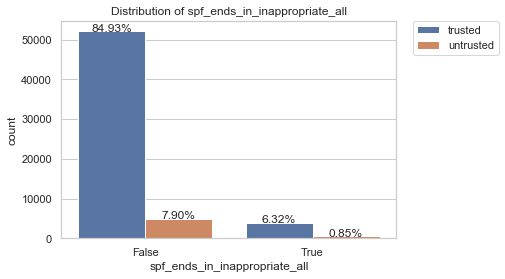 Distribution of spf_ends_in_inappropriate_all
trusted
untrusted
count
50000
40000
30000
20000
10000
0
84.93%
7.90%
6.32%
0.85%
False
True
spf_ends_in_inappropriate_all